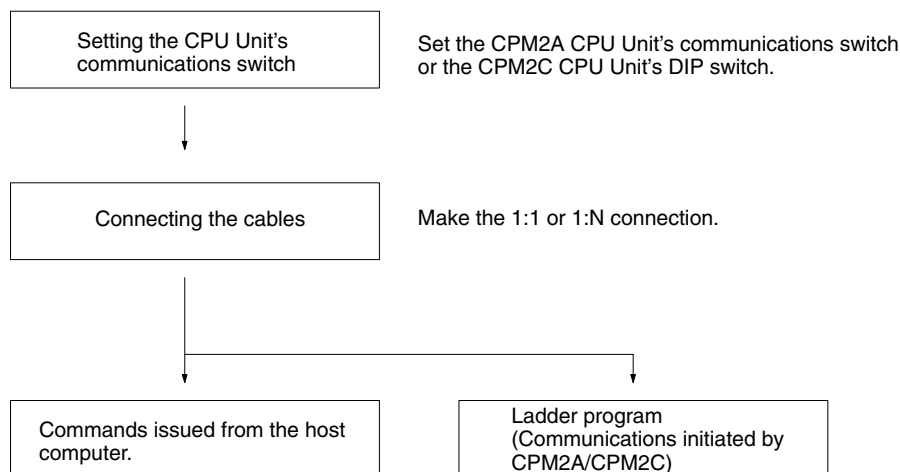 Setting the CPU Unit's
communications switch
Set the CPM2A CPU Unit's communications switch
or the CPM2C CPU Unit's DIP switch.
Connecting the cables
Make the 1:1 or 1:N connection.
Commands issued from the host
computer.
Ladder program
(Communications initiated by
CPM2A/CPM2C)